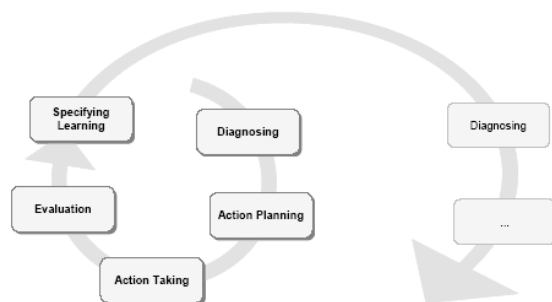 Specifying
Learning
Diagnosing
Diagnosing
Evaluation
Action Planning
...
Action Taking